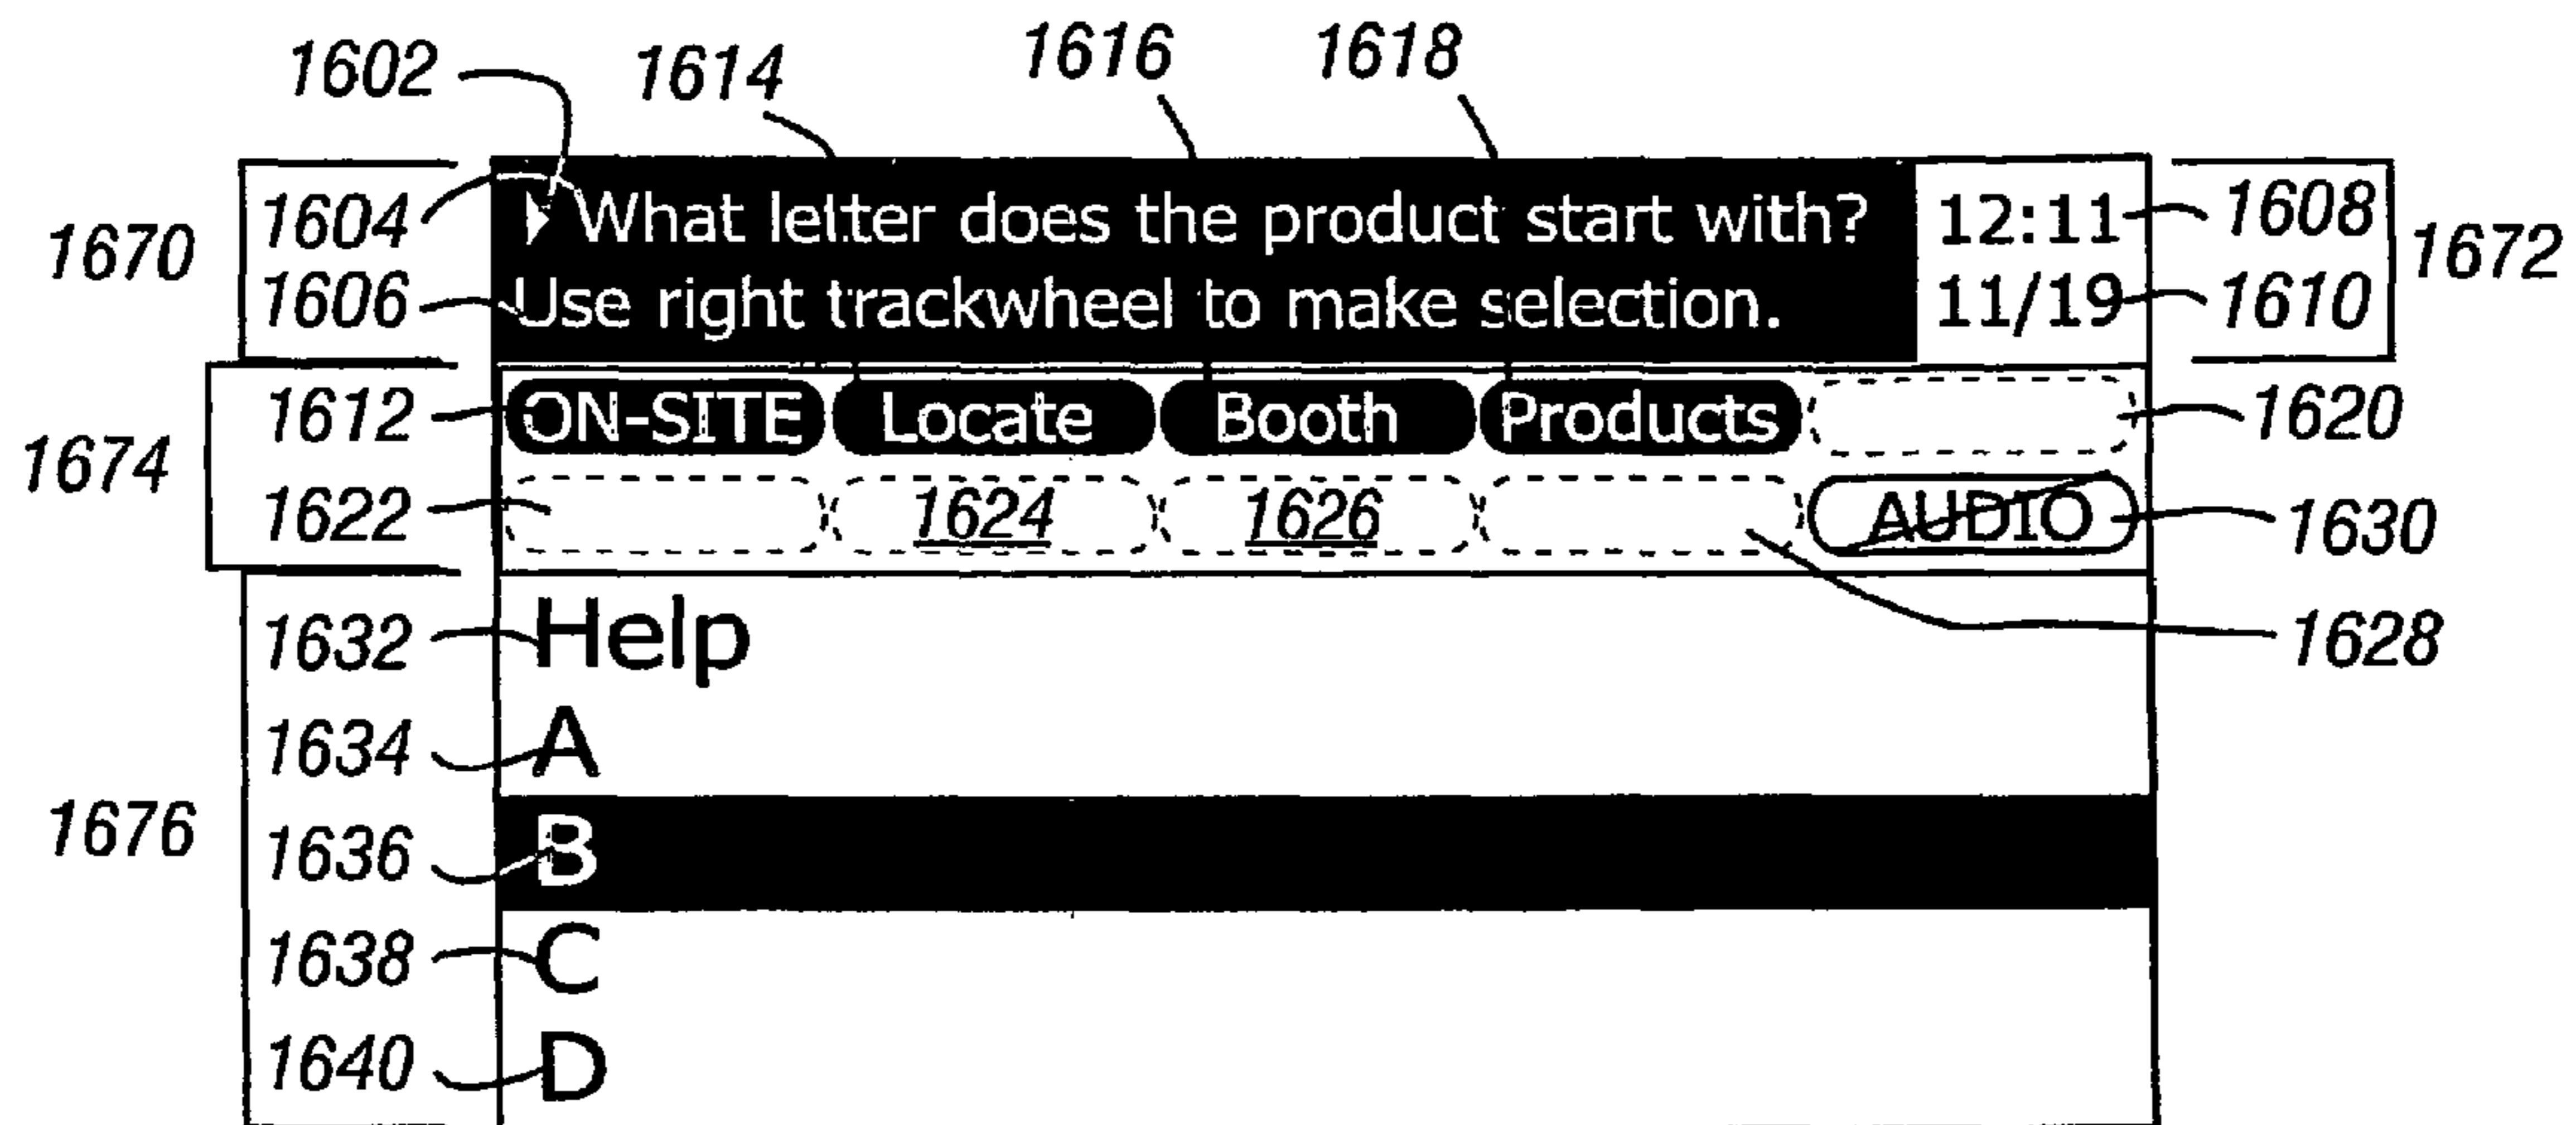 1602 1614 1616 1618
1670 1604 What letter does the product start with? 12:11 1608 1672
1606 Use right trackwheel to make selection. 11/19 1610
1674 1612 ON-SITE Locate Booth Products 1620
1622 1624 1626 AUDIO 1630
1632 Help 1628
1634 A
1676 1636 B
1638 C
1640 D